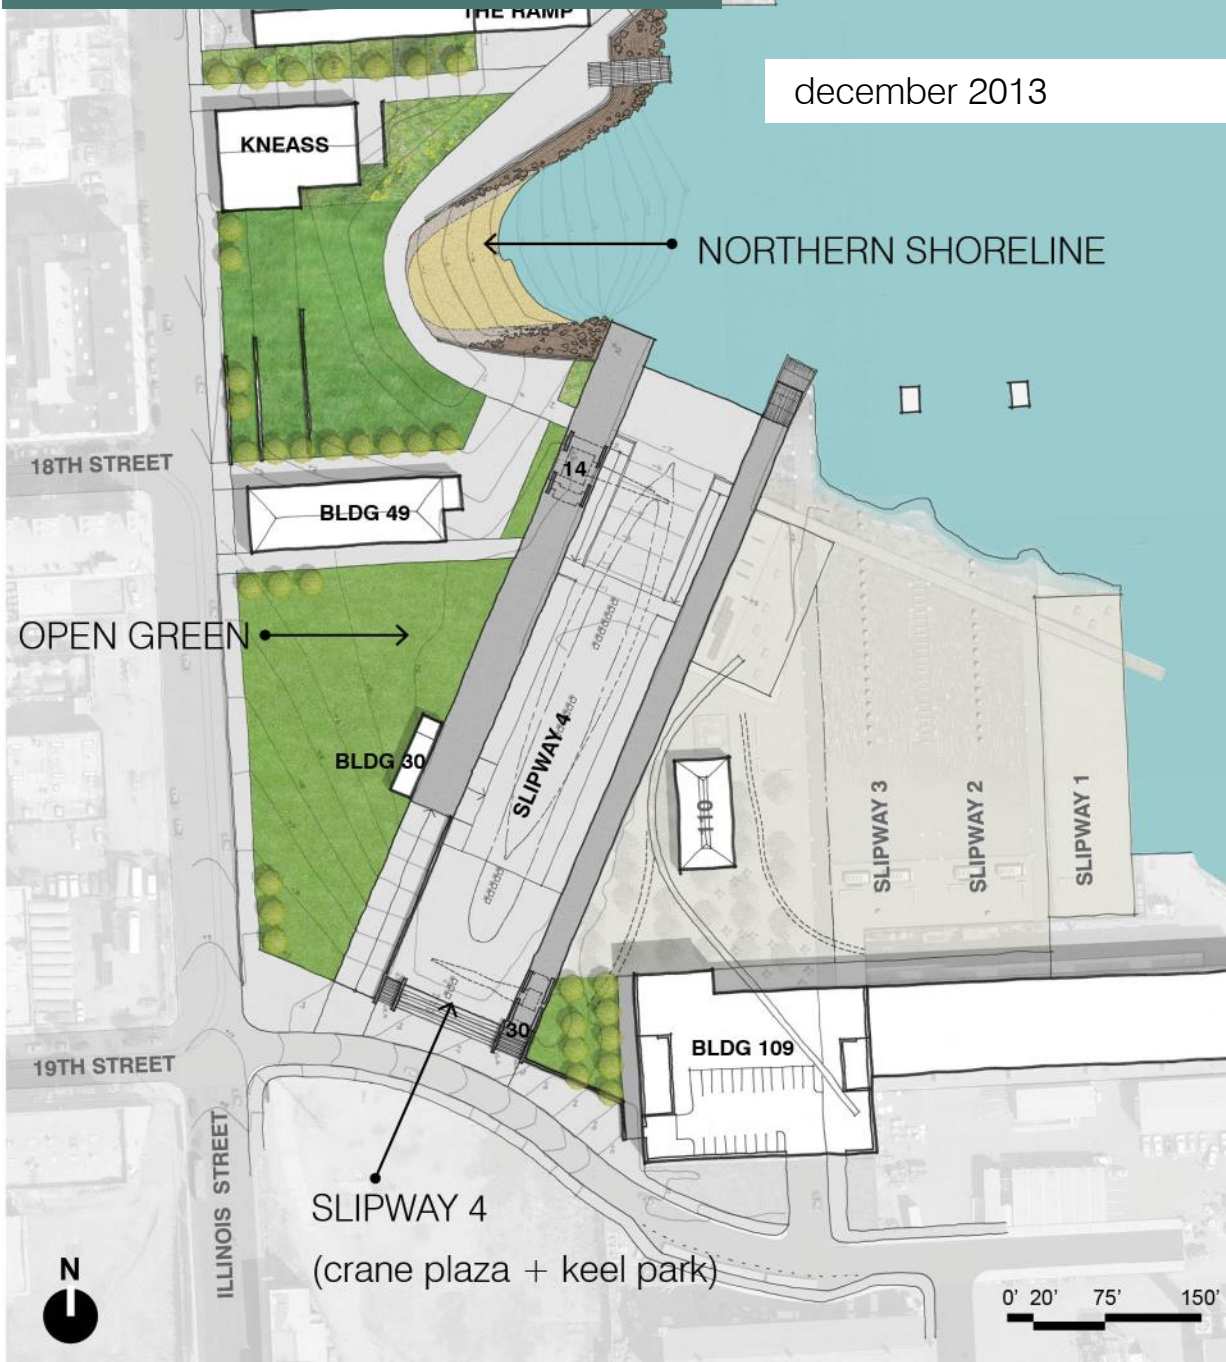 THE RAMP
december 2013
KNEASS
NORTHERN SHORELINE
18TH STREET
14
BLDG 49
OPEN GREEN
BLDG 30
SLIPWAY 4
110
SLIPWAY 3
SLIPWAY 2
SLIPWAY 1
30
BLDG 109
19TH STREET
ILLINOIS STREET
SLIPWAY 4
(crane plaza + keel park)
N
0' 20' 75' 150'